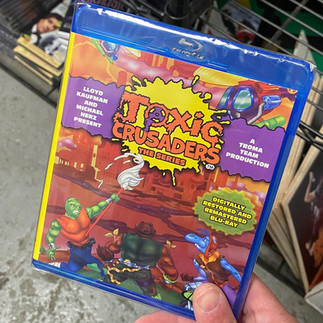 LLOYD
KAUFMAN
AND
MICHAEL
HERZ
PRESENT
TOXIC
CRUSADERS
THE SERIES
A
TROMA
TEAM
PRODUCTION
DIGITALLY
RESTORED AND
REMASTERED
BLU-RAY